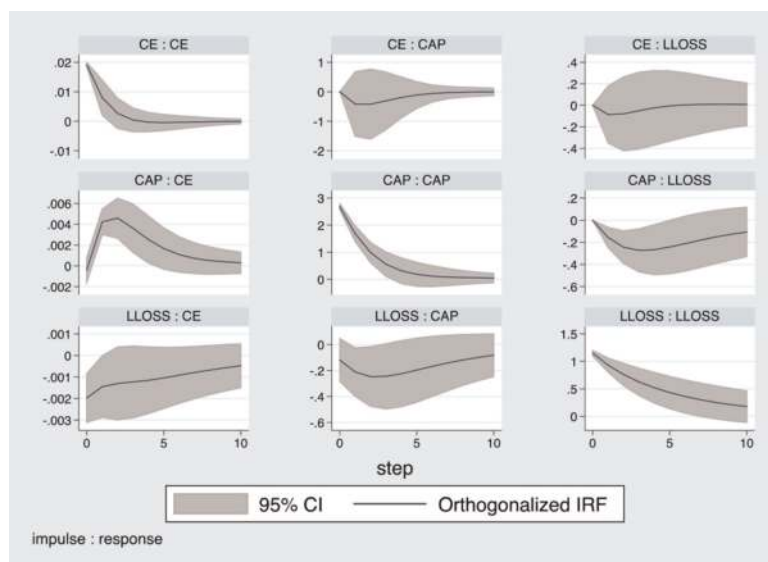 CE : CE
CE : CAP
CE : LLOSS
.02
.01
0
-.01
1
0
-1
-2
.4
.2
0
-.2
-.4
CAP : CE
CAP : CAP
CAP : LLOSS
.006
.004
.002
0
-.002
3
2
1
0
.2
0
-.2
-.4
-.6
LLOSS : CE
LLOSS : CAP
LLOSS : LLOSS
.001
0
-.001
-.002
-.003
0
-.2
-.4
-.6
1.5
1
.5
0
0 5 10
0 5 10
0 5 10
step
95% CI
Orthogonalized IRF
impulse : response